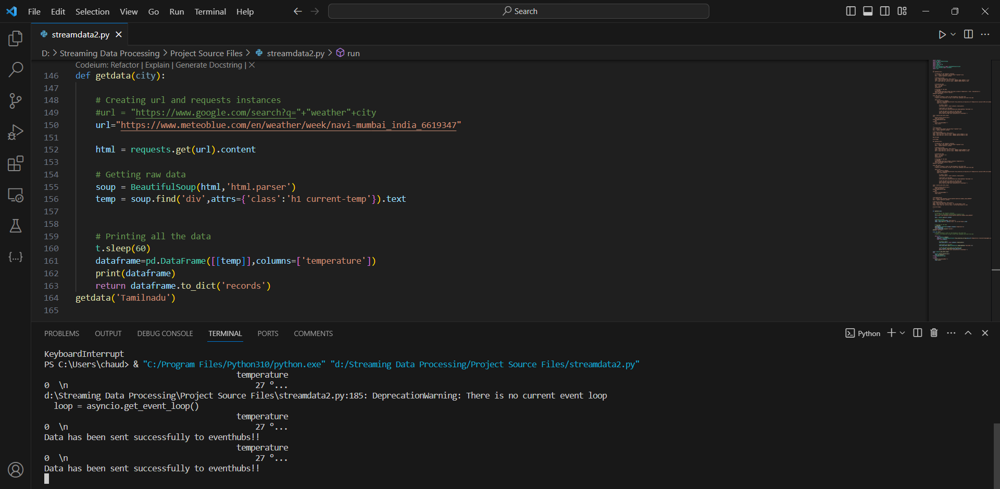 File Edit Selection View Go Run Terminal Help Search
streamdata2.py
D: > Streaming Data Processing > Project Source Files > streamdata2.py > run
Codeium: Refactor | Explain | Generate Docstring | X
146 def getdata(city):
147
148 # Creating url and requests instances
149 #url = "https://www.google.com/search?q="+"weather"+city
150 url="https://www.meteoblue.com/en/weather/week/navi-mumbai_india_6619347"
151
152 html = requests.get(url).content
153
154 # Getting raw data
155 soup = BeautifulSoup(html,'html.parser')
156 temp = soup.find('div',attrs={'class':'h1 current-temp'}).text
157
158
159 # Printing all the data
160 t.sleep(60)
161 dataframe=pd.DataFrame([[temp]],columns=['temperature'])
162 print(dataframe)
163 return dataframe.to_dict('records')
164 getdata('Tamilnadu')
165
PROBLEMS OUTPUT DEBUG CONSOLE TERMINAL PORTS COMMENTS Python
KeyboardInterrupt
PS C:\Users\chaud> & "C:/Program Files/Python310/python.exe" "d:/Streaming Data Processing/Project Source Files/streamdata2.py"
temperature
0 \n 27 °...
d:\Streaming Data Processing\Project Source Files\streamdata2.py:185: DeprecationWarning: There is no current event loop
loop = asyncio.get_event_loop()
temperature
0 \n 27 °...
Data has been sent successfully to eventhubs!!
temperature
0 \n 27 °...
Data has been sent successfully to eventhubs!!